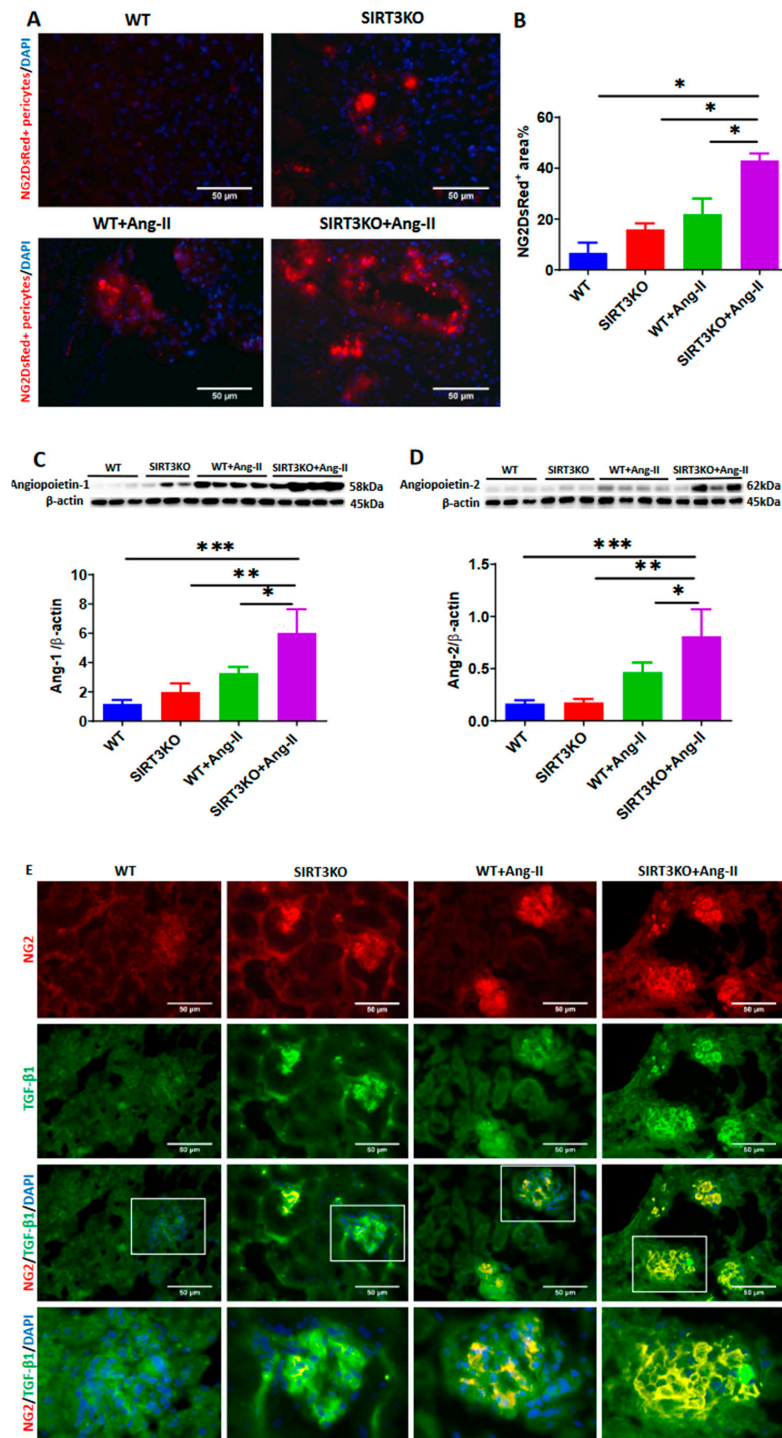 A
WT
SIRT3KO
NG2DsRed+ pericytes/DAPI
50 µm
50 µm
WT+Ang-II
SIRT3KO+Ang-II
NG2DsRed+ pericytes/DAPI
50 µm
50 µm
B
*
*
*
NG2DsRed+ area%
60
40
20
0
WT
SIRT3KO
WT+Ang-II
SIRT3KO+Ang-II
C
WT SIRT3KO WT+Ang-II SIRT3KO+Ang-II
Angiopoietin-1 58kDa
β-actin 45kDa
***
**
*
Ang-1 /β-actin
10
8
6
4
2
0
WT
SIRT3KO
WT+Ang-II
SIRT3KO+Ang-II
D
WT SIRT3KO WT+Ang-II SIRT3KO+Ang-II
Angiopoietin-2 62kDa
β-actin 45kDa
***
**
*
Ang-2/β-actin
1.5
1.0
0.5
0.0
WT
SIRT3KO
WT+Ang-II
SIRT3KO+Ang-II
E
WT SIRT3KO WT+Ang-II SIRT3KO+Ang-II
NG2
50 µm 50 µm 50 µm 50 µm
TGF-β1
50 µm 50 µm 50 µm 50 µm
NG2/TGF-β1/DAPI
50 µm 50 µm 50 µm 50 µm
NG2/TGF-β1/DAPI